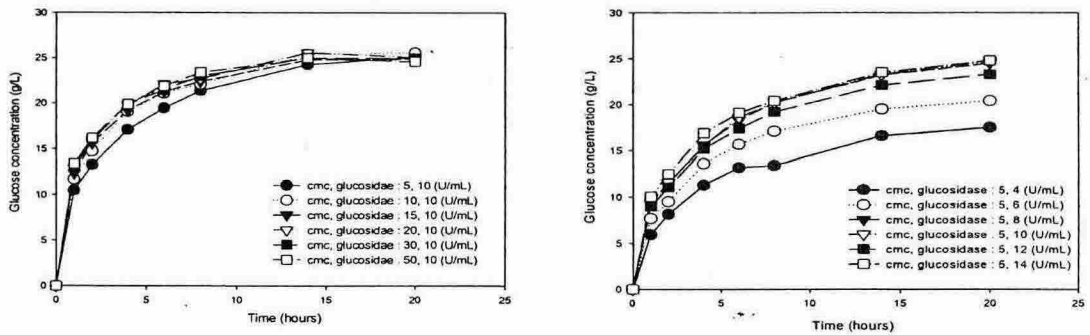 30
25
20
15
10
5
0
Glucose concentration (g/L)
cmc, glucosidae : 5, 10 (U/mL)
cmc, glucosidae : 10, 10 (U/mL)
cmc, glucosidae : 15, 10 (U/mL)
cmc, glucosidae : 20, 10 (U/mL)
cmc, glucosidae : 30, 10 (U/mL)
cmc, glucosidae : 50, 10 (U/mL)
0 5 10 15 20 25
Time (hours)
30
25
20
15
10
5
0
Glucose concentration (g/L)
cmc, glucosidase : 5, 4 (U/mL)
cmc, glucosidase : 5, 6 (U/mL)
cmc, glucosidase : 5, 8 (U/mL)
cmc, glucosidase : 5, 10 (U/mL)
cmc, glucosidase : 5, 12 (U/mL)
cmc, glucosidase : 5, 14 (U/mL)
0 5 10 15 20 25
Time (hours)